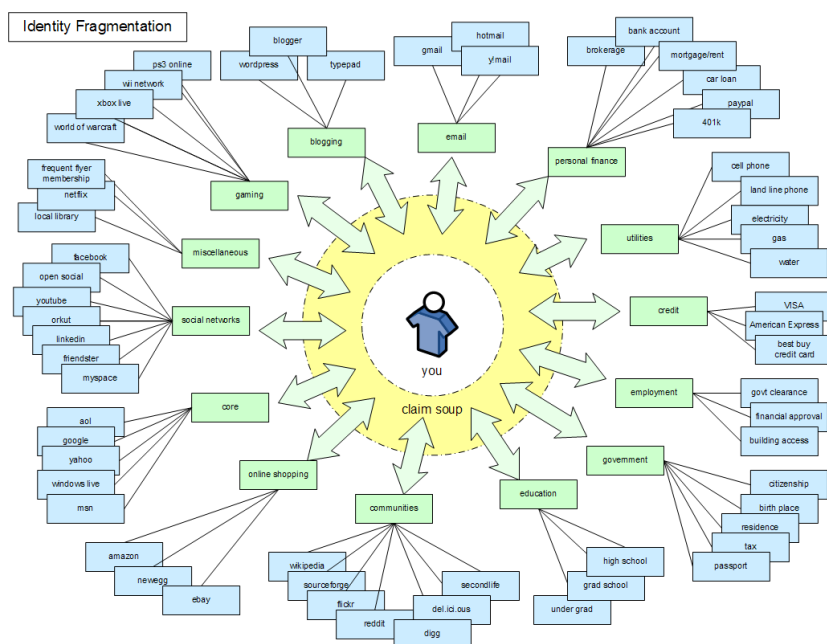 Identity Fragmentation
ps3 online
wii network
xbox live
world of warcraft
gaming
blogger
wordpress
typepad
blogging
hotmail
gmail
y!mail
email
bank account
brokerage
mortgage/rent
car loan
paypal
401k
personal finance
frequent flyer
membership
netflix
local library
miscellaneous
cell phone
land line phone
electricity
gas
water
utilities
facebook
open social
youtube
orkut
linkedin
friendster
myspace
social networks
VISA
American Express
best buy
credit card
credit
you
claim soup
aol
google
yahoo
windows live
msn
core
govt clearance
financial approval
building access
employment
online shopping
amazon
newegg
ebay
communities
wikipedia
sourceforge
flickr
reddit
digg
del.ici.ous
secondlife
education
high school
grad school
under grad
government
citizenship
birth place
residence
tax
passport